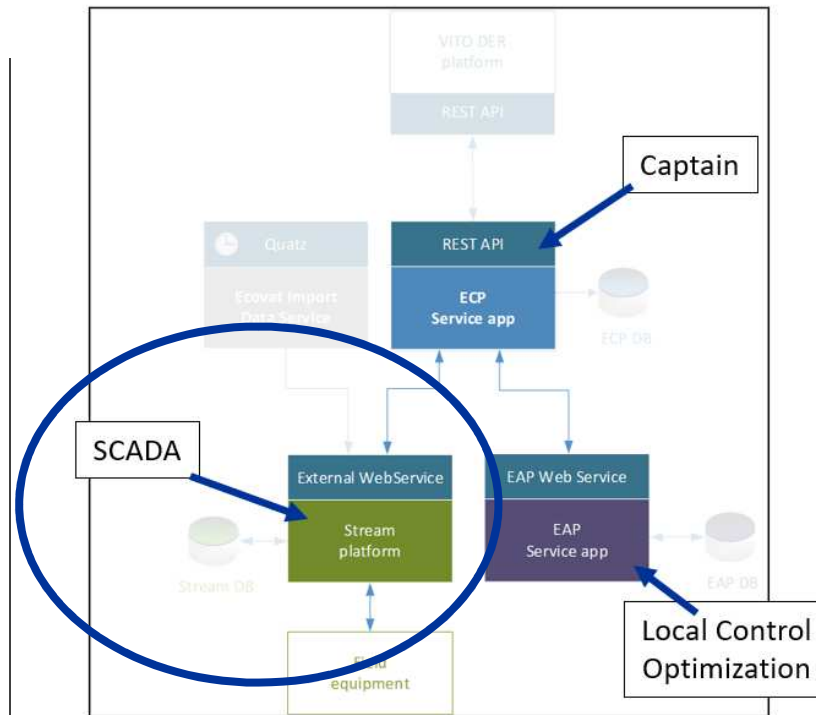 VITO DER
platform
REST API
Captain
Quatz
REST API
Ecovat Import
Data Service
ECP
Service app
ECP DB
SCADA
External WebService
EAP Web Service
Stream
platform
EAP
Service app
Stream DB
EAP DB
Field
equipment
Local Control
Optimization